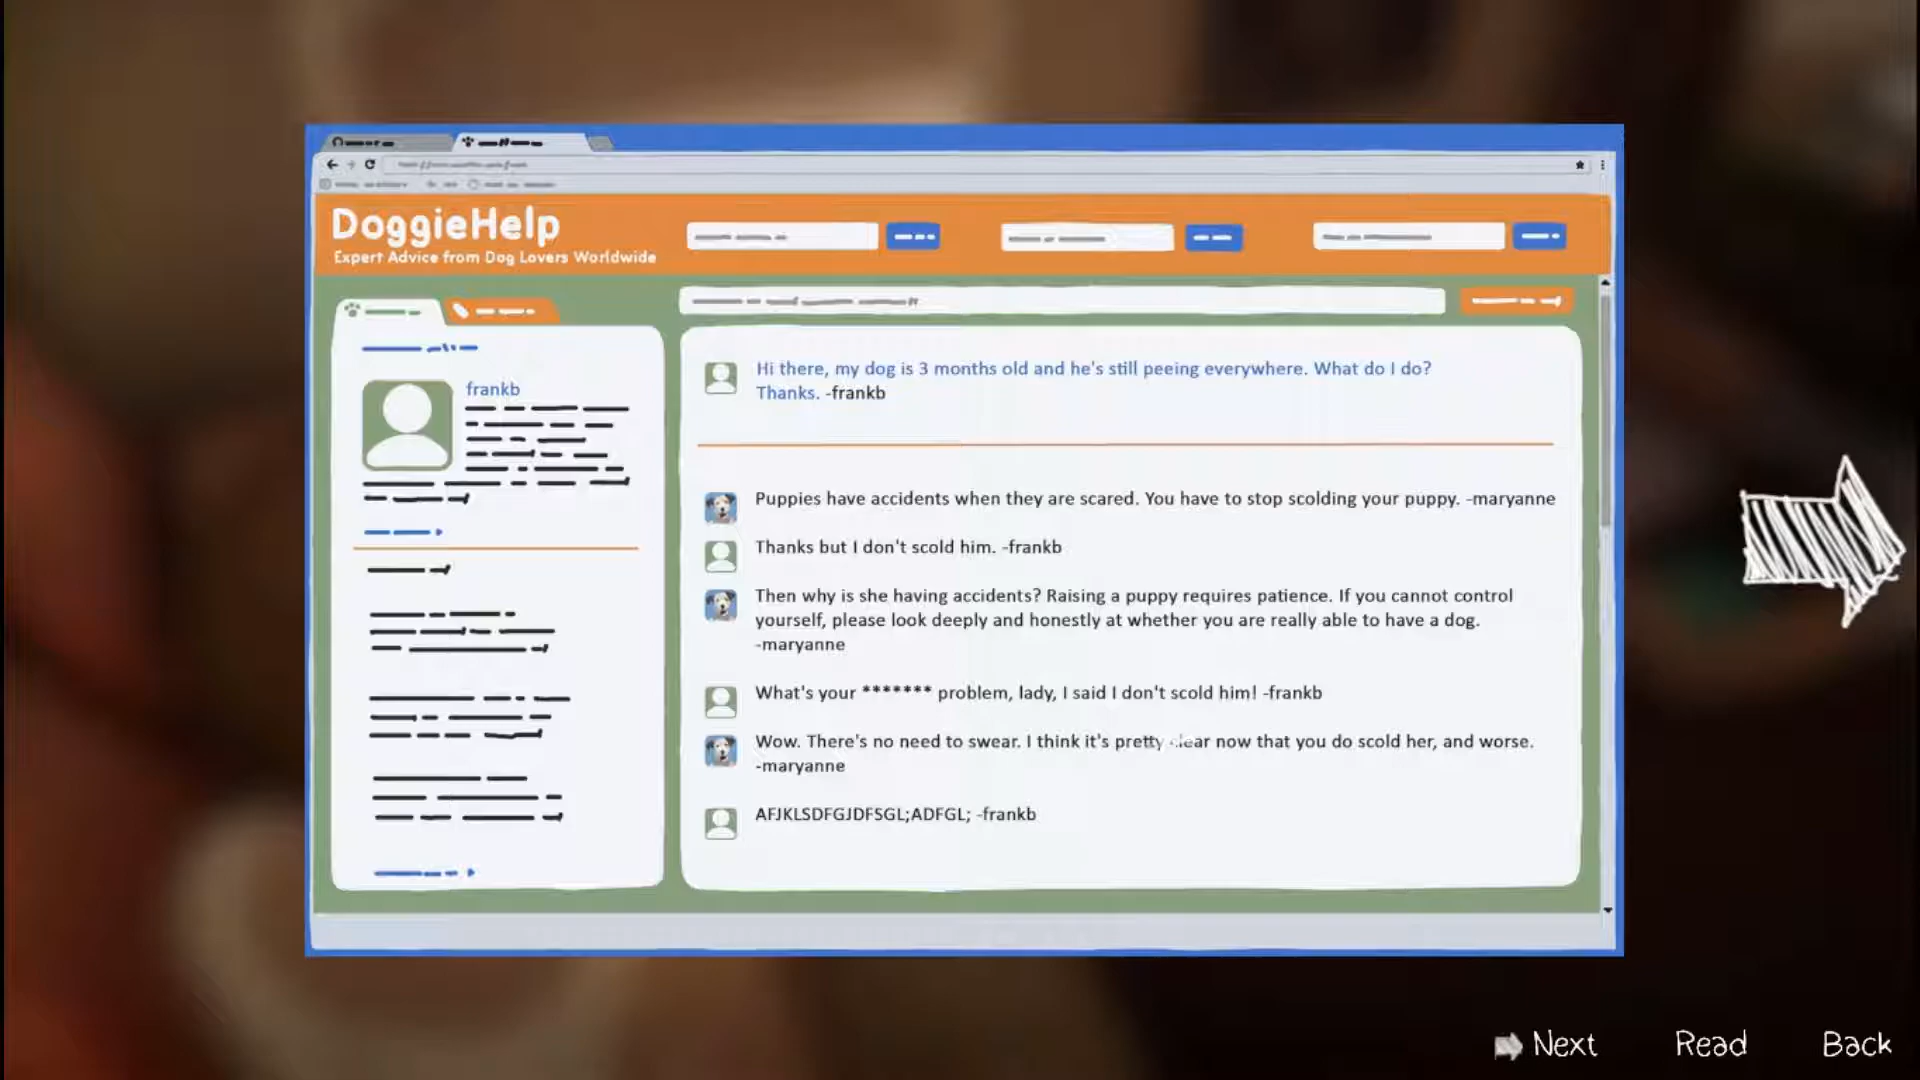 DoggieHelp
Expert Advice from Dog Lovers Worldwide
frankb
Hi there, my dog is 3 months old and he's still peeing everywhere. What do I do?
Thanks. -frankb
Puppies have accidents when they are scared. You have to stop scolding your puppy. -maryanne
Thanks but I don't scold him. -frankb
Then why is she having accidents? Raising a puppy requires patience. If you cannot control
yourself, please look deeply and honestly at whether you are really able to have a dog.
-maryanne
What's your ******* problem, lady, I said I don't scold him! -frankb
Wow. There's no need to swear. I think it's pretty clear now that you do scold her, and worse.
-maryanne
AFJKLSDFGJDFSGL;ADFGL; -frankb
Next
Read
Back